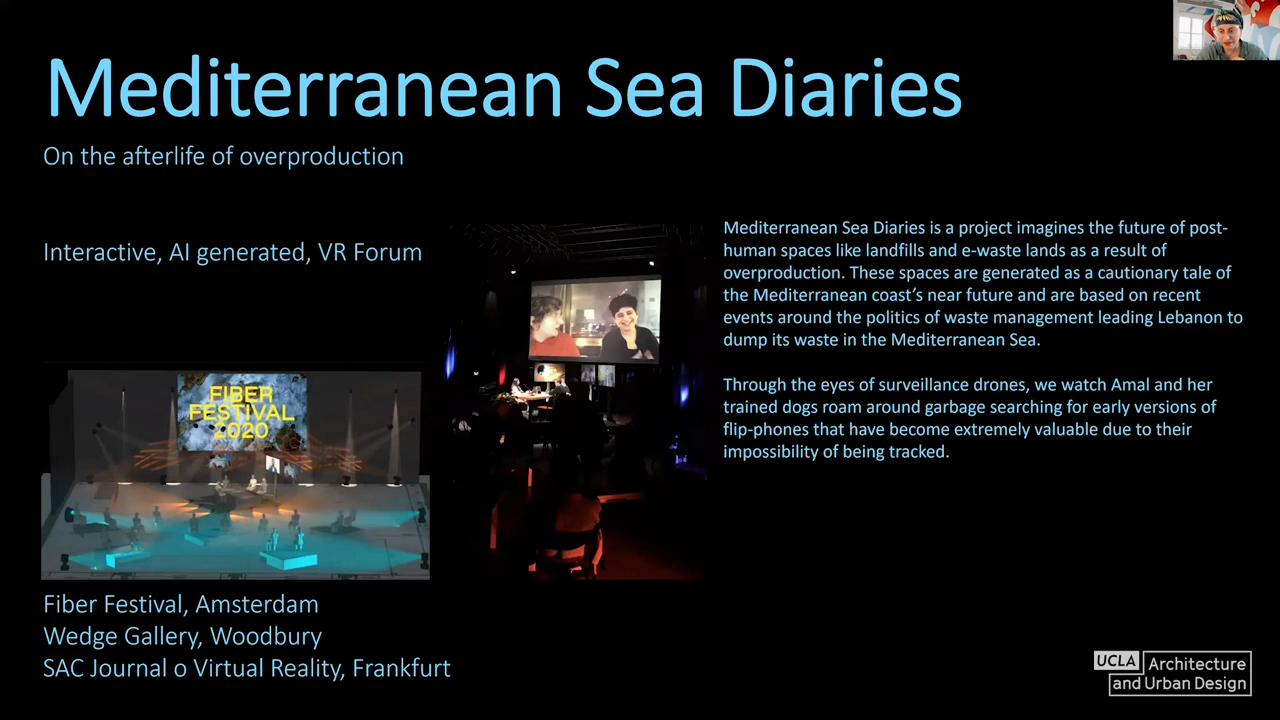 Mediterranean Sea Diaries
On the afterlife of overproduction
Interactive, AI generated, VR Forum
FIBER
FESTIVAL
2020
Fiber Festival, Amsterdam
Wedge Gallery, Woodbury
SAC Journal o Virtual Reality, Frankfurt
Mediterranean Sea Diaries is a project imagines the future of post-
human spaces like landfills and e-waste lands as a result of
overproduction. These spaces are generated as a cautionary tale of
the Mediterranean coast’s near future and are based on recent
events around the politics of waste management leading Lebanon to
dump its waste in the Mediterranean Sea.
Through the eyes of surveillance drones, we watch Amal and her
trained dogs roam around garbage searching for early versions of
flip-phones that have become extremely valuable due to their
impossibility of being tracked.
UCLA Architecture
and Urban Design